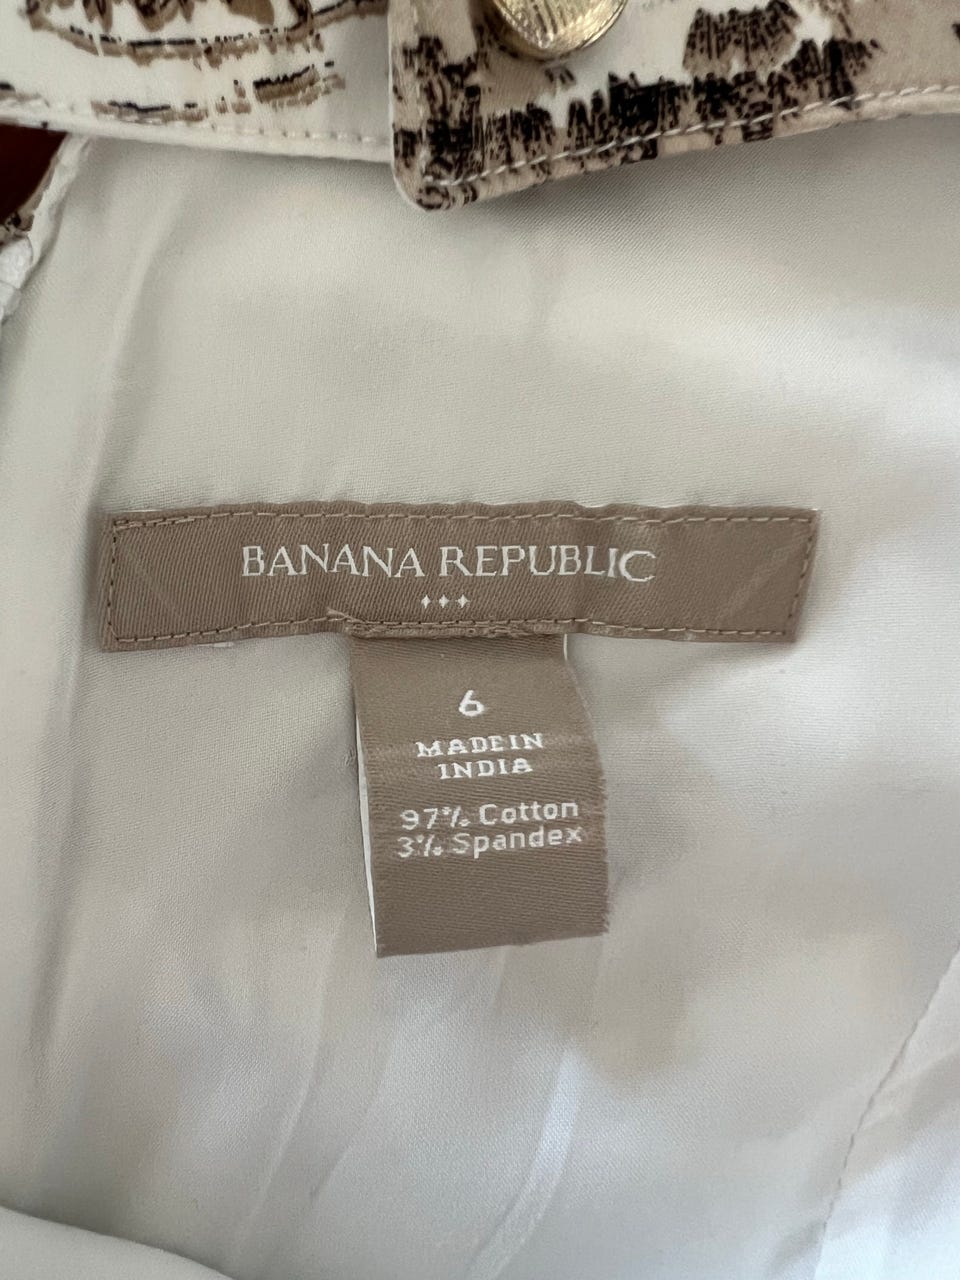 BANANA REPUBLIC
6
MADE IN
INDIA
97% Cotton
3% Spandex